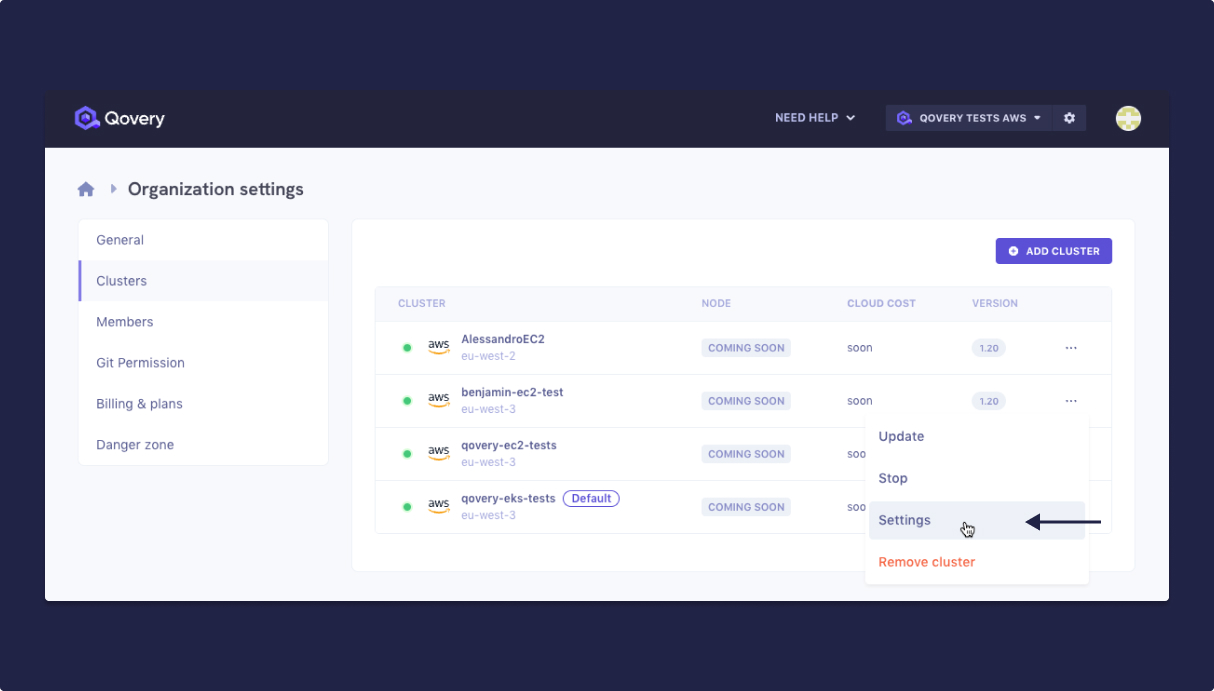 Qovery
NEED HELP
QOVERY TESTS AWS
Organization settings
General
Clusters
Members
Git Permission
Billing & plans
Danger zone
ADD CLUSTER
CLUSTER NODE CLOUD COST VERSION
aws AlessandroEC2 COMING SOON soon 1.20 ...
eu-west-2
aws benjamin-ec2-test COMING SOON soon 1.20 ...
eu-west-3
aws qovery-ec2-tests COMING SOON soo
eu-west-3
aws qovery-eks-tests Default COMING SOON soo
eu-west-3
Update
Stop
Settings
Remove cluster